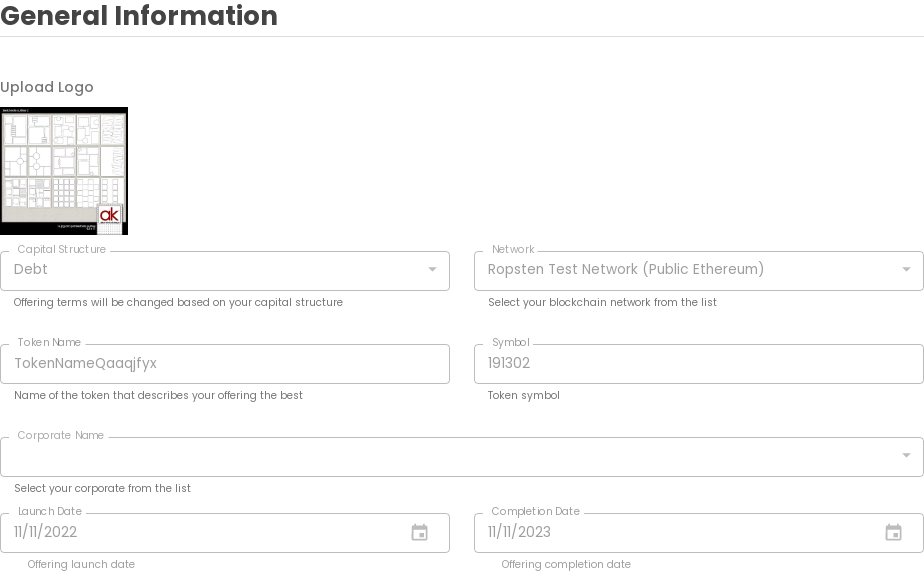 General Information
Upload Logo
ak
Capital Structure
Network
Debt
Ropsten Test Network (Public Ethereum)
Offering terms will be changed based on your capital structure
Select your blockchain network from the list
Token Name
Symbol
TokenNameQaaqjfyx
191302
Name of the token that describes your offering the best
Token symbol
Corporate Name
Select your corporate from the list
Launch Date
Completion Date
11/11/2022
11/11/2023
Offering launch date
Offering completion date